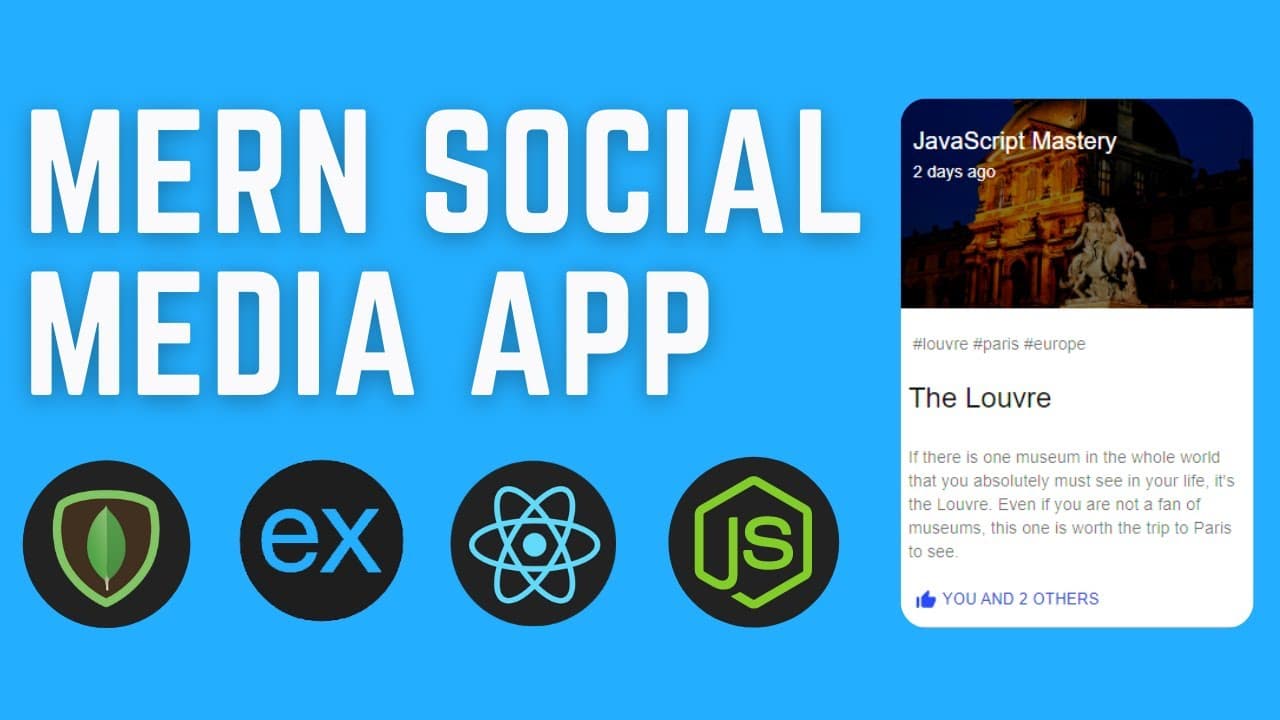 MERN SOCIAL
MEDIA APP
ex
JS
JavaScript Mastery
2 days ago
#louvre #paris #europe
The Louvre
If there is one museum in the whole world
that you absolutely must see in your life, it's
the Louvre. Even if you are not a fan of
museums, this one is worth the trip to Paris
to see.
YOU AND 2 OTHERS